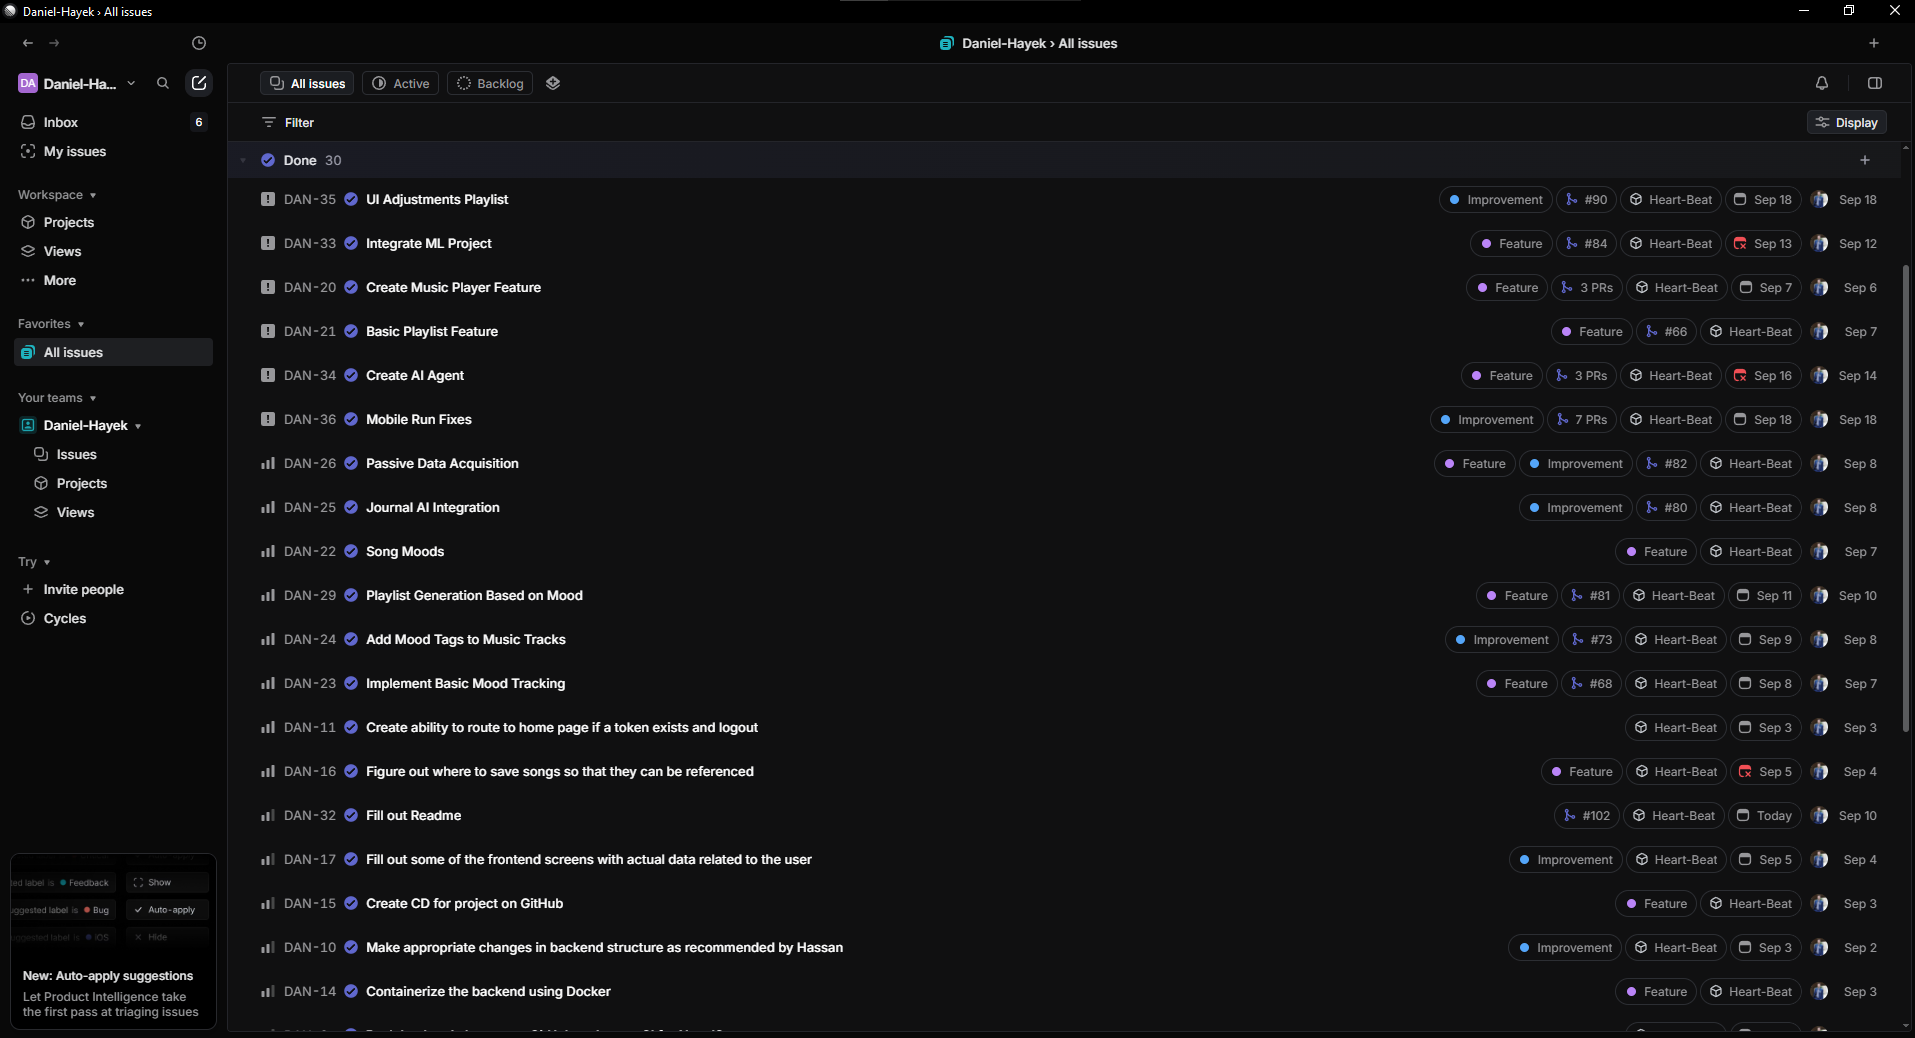 Daniel-Hayek › All issues
Daniel-Hayek › All issues
DA Daniel-Ha...
Inbox 6
My issues
Workspace
Projects
Views
More
Favorites
All issues
Your teams
Daniel-Hayek
Issues
Projects
Views
Try
Invite people
Cycles
label is Feedback Show
label is Bug Auto-apply
label is iOS Hide
New: Auto-apply suggestions
Let Product Intelligence take
the first pass at triaging issues
All issues Active Backlog
Filter Display
Done 30
DAN-35 UI Adjustments Playlist Improvement #90 Heart-Beat Sep 18 Sep 18
DAN-33 Integrate ML Project Feature #84 Heart-Beat Sep 13 Sep 12
DAN-20 Create Music Player Feature Feature 3 PRs Heart-Beat Sep 7 Sep 6
DAN-21 Basic Playlist Feature Feature #66 Heart-Beat Sep 7
DAN-34 Create AI Agent Feature 3 PRs Heart-Beat Sep 16 Sep 14
DAN-36 Mobile Run Fixes Improvement 7 PRs Heart-Beat Sep 18 Sep 18
DAN-26 Passive Data Acquisition Feature Improvement #82 Heart-Beat Sep 8
DAN-25 Journal AI Integration Improvement #80 Heart-Beat Sep 8
DAN-22 Song Moods Feature Heart-Beat Sep 7
DAN-29 Playlist Generation Based on Mood Feature #81 Heart-Beat Sep 11 Sep 10
DAN-24 Add Mood Tags to Music Tracks Improvement #73 Heart-Beat Sep 9 Sep 8
DAN-23 Implement Basic Mood Tracking Feature #68 Heart-Beat Sep 8 Sep 7
DAN-11 Create ability to route to home page if a token exists and logout Heart-Beat Sep 3 Sep 3
DAN-16 Figure out where to save songs so that they can be referenced Feature Heart-Beat Sep 5 Sep 4
DAN-32 Fill out Readme #102 Heart-Beat Today Sep 10
DAN-17 Fill out some of the frontend screens with actual data related to the user Improvement Heart-Beat Sep 5 Sep 4
DAN-15 Create CD for project on GitHub Feature Heart-Beat Sep 3
DAN-10 Make appropriate changes in backend structure as recommended by Hassan Improvement Heart-Beat Sep 3 Sep 2
DAN-14 Containerize the backend using Docker Feature Heart-Beat Sep 3